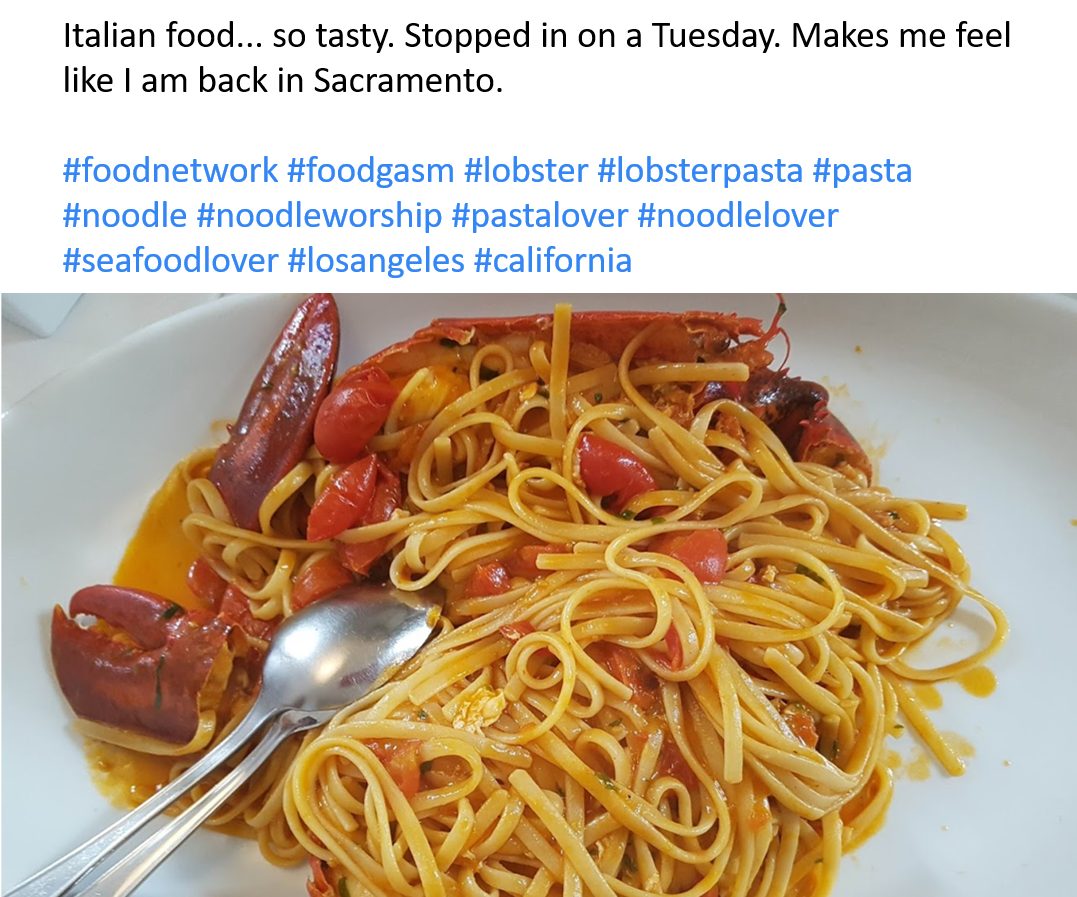 Italian food... so tasty. Stopped in on a Tuesday. Makes me feel
like I am back in Sacramento.
#foodnetwork #foodgasm #lobster #lobsterpasta #pasta
#noodle #noodleworship #pastalover #noodlelover
#seafoodlover #losangeles #california